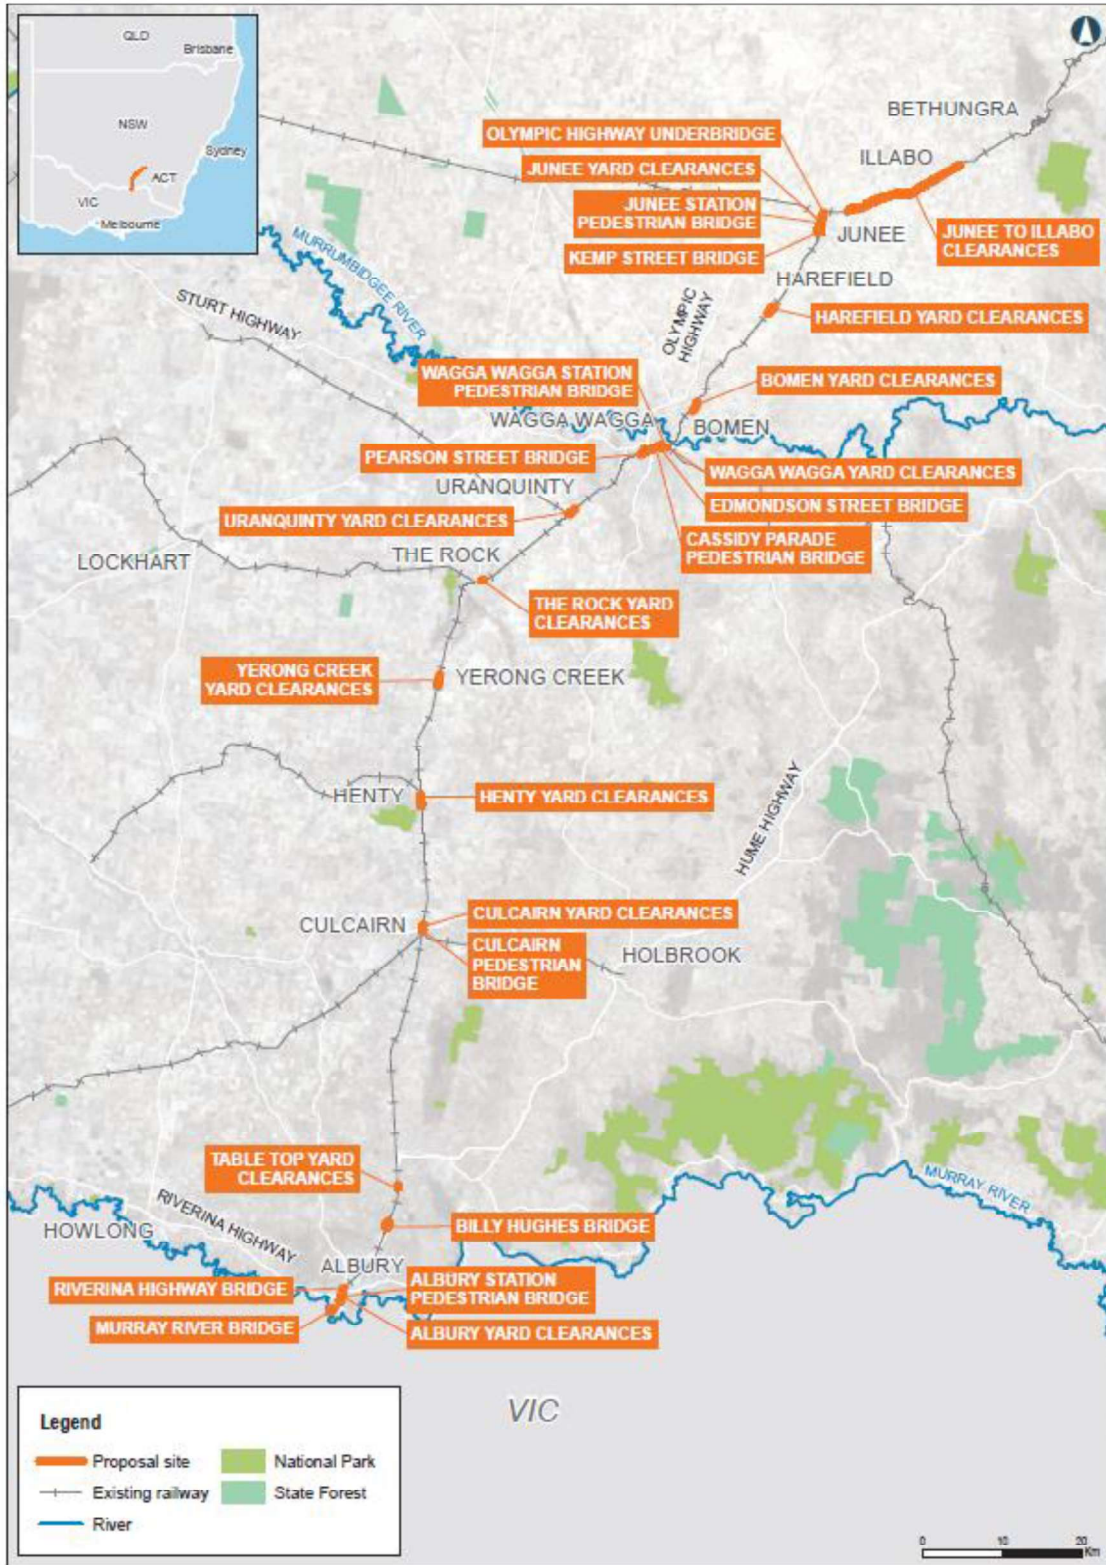 QLD
Brisbane
NSW
Sydney
ACT
VIC
Melbourne
BETHUNGRA
OLYMPIC HIGHWAY UNDERBRIDGE
ILLABO
JUNEE YARD CLEARANCES
JUNEE STATION
PEDESTRIAN BRIDGE
JUNEE
JUNEE TO ILLABO
CLEARANCES
KEMP STREET BRIDGE
MURRUMBIDGEE RIVER
HAREFIELD
STURT HIGHWAY
OLYMPIC
HIGHWAY
HAREFIELD YARD CLEARANCES
WAGGA WAGGA STATION
PEDESTRIAN BRIDGE
BOMEN YARD CLEARANCES
WAGGA WAGGA
BOMEN
PEARSON STREET BRIDGE
WAGGA WAGGA YARD CLEARANCES
URANQUINTY
EDMONDSON STREET BRIDGE
URANQUINTY YARD CLEARANCES
CASSIDY PARADE
PEDESTRIAN BRIDGE
THE ROCK
LOCKHART
THE ROCK YARD
CLEARANCES
YERONG CREEK
YARD CLEARANCES
YERONG CREEK
HENTY
HENTY YARD CLEARANCES
HUME HIGHWAY
CULCAIRN
CULCAIRN YARD CLEARANCES
CULCAIRN
PEDESTRIAN
BRIDGE
HOLBROOK
TABLE TOP YARD
CLEARANCES
MURRAY RIVER
RIVERINA HIGHWAY
HOWLONG
BILLY HUGHES BRIDGE
ALBURY
RIVERINA HIGHWAY BRIDGE
ALBURY STATION
PEDESTRIAN BRIDGE
MURRAY RIVER BRIDGE
ALBURY YARD CLEARANCES
VIC
Legend
Proposal site
National Park
Existing railway
State Forest
River
0 10 20
Km